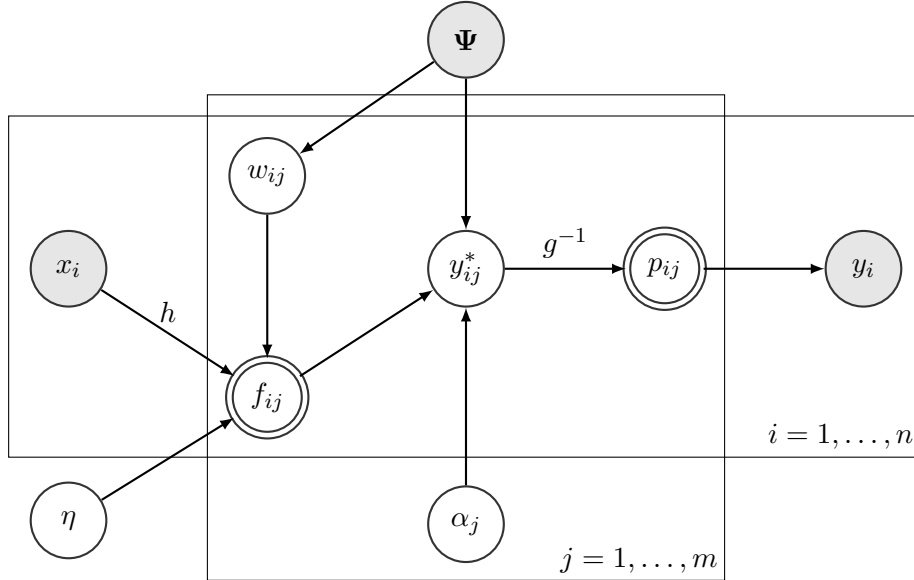 Ψ
w_{ij}
x_i
h
f_{ij}
y^*_{ij}
g^{-1}
p_{ij}
y_i
i = 1, . . . , n
η
α_j
j = 1, . . . , m